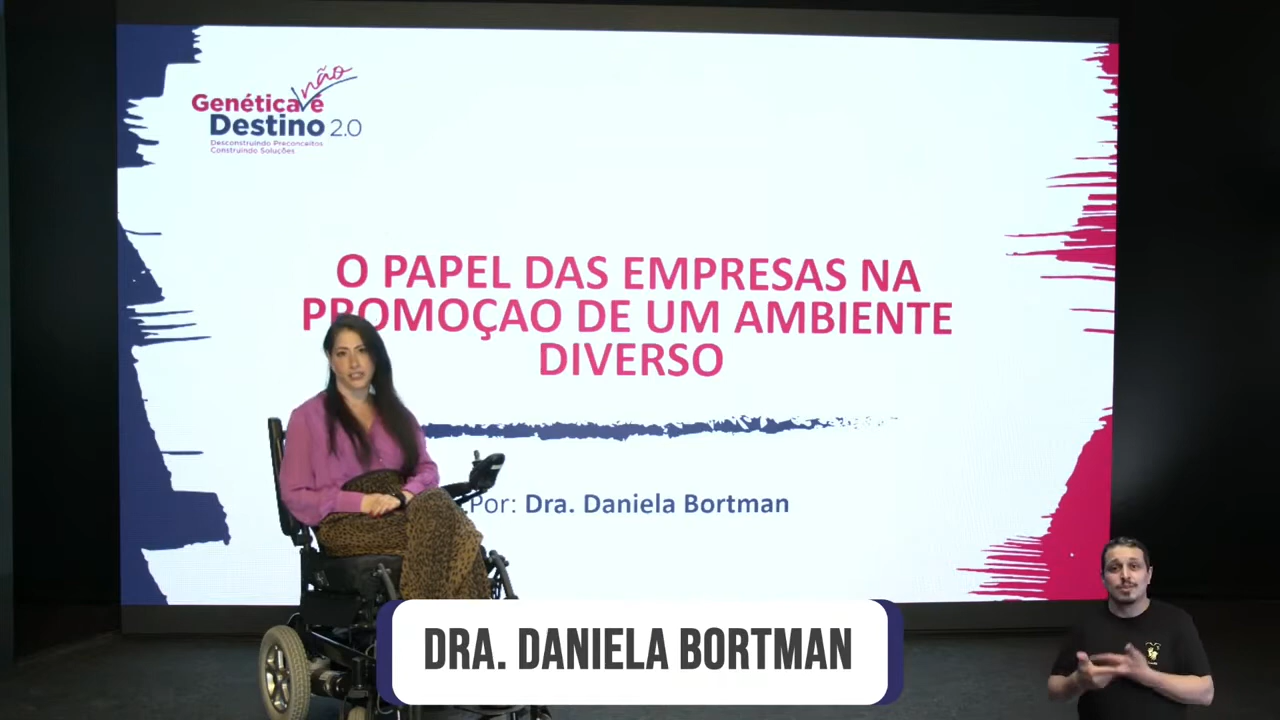 não
Genética é
Destino 2.0
Desconstruindo Preconceitos
Construindo Soluções
O PAPEL DAS EMPRESAS NA
PROMOÇAO DE UM AMBIENTE
DIVERSO
Por: Dra. Daniela Bortman
DRA. DANIELA BORTMAN